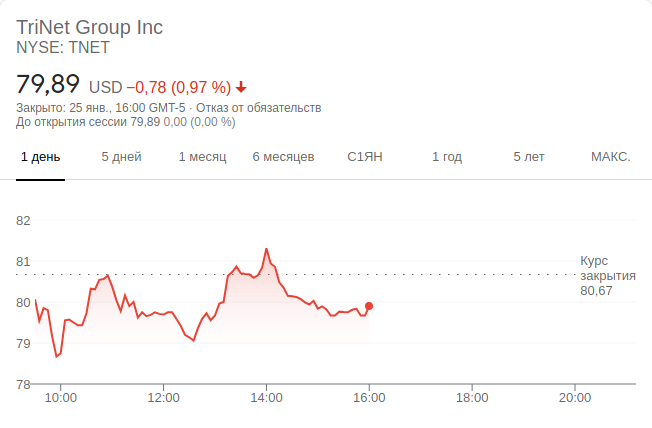 TriNet Group Inc
NYSE: TNET
79,89 USD −0,78 (0,97 %)
Закрыто: 25 янв., 16:00 GMT-5 · Отказ от обязательств
До открытия сессии 79,89 0,00 (0,00 %)
1 день 5 дней 1 месяц 6 месяцев С1ЯН 1 год 5 лет МАКС.
82
81
80
79
78
Курс
закрытия
80,67
10:00 12:00 14:00 16:00 18:00 20:00